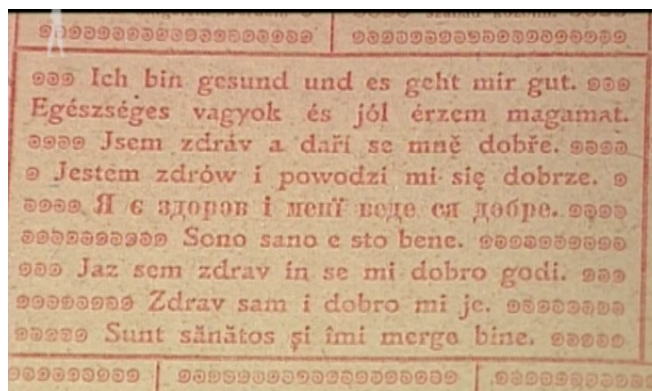 Ich bin gesund und es geht mir gut.
Egészséges vagyok és jól érzem magamat.
Jsem zdráv a daří se mně dobře.
Jestem zdrów i powodzi mi się dobrze.
Я є здоров і менї веде ся добре.
Sono sano e sto bene.
Jaz sem zdrav in se mi dobro godi.
Zdrav sam i dobro mi je.
Sunt sănătos și îmi merge bine.